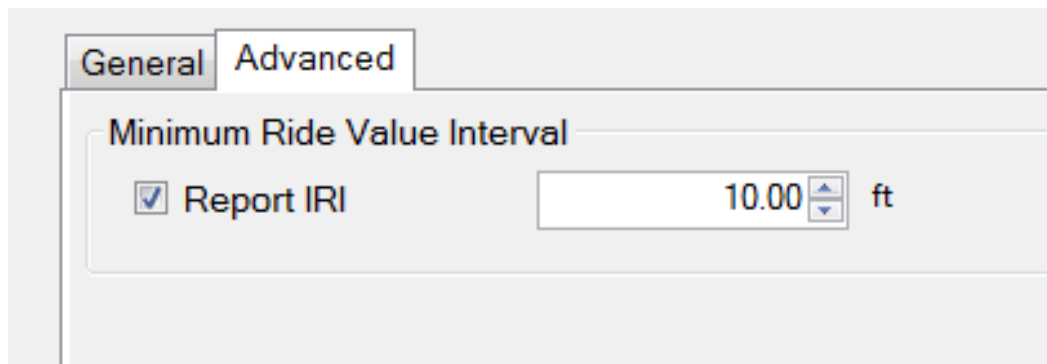 General Advanced
Minimum Ride Value Interval
Report IRI 10.00 ft